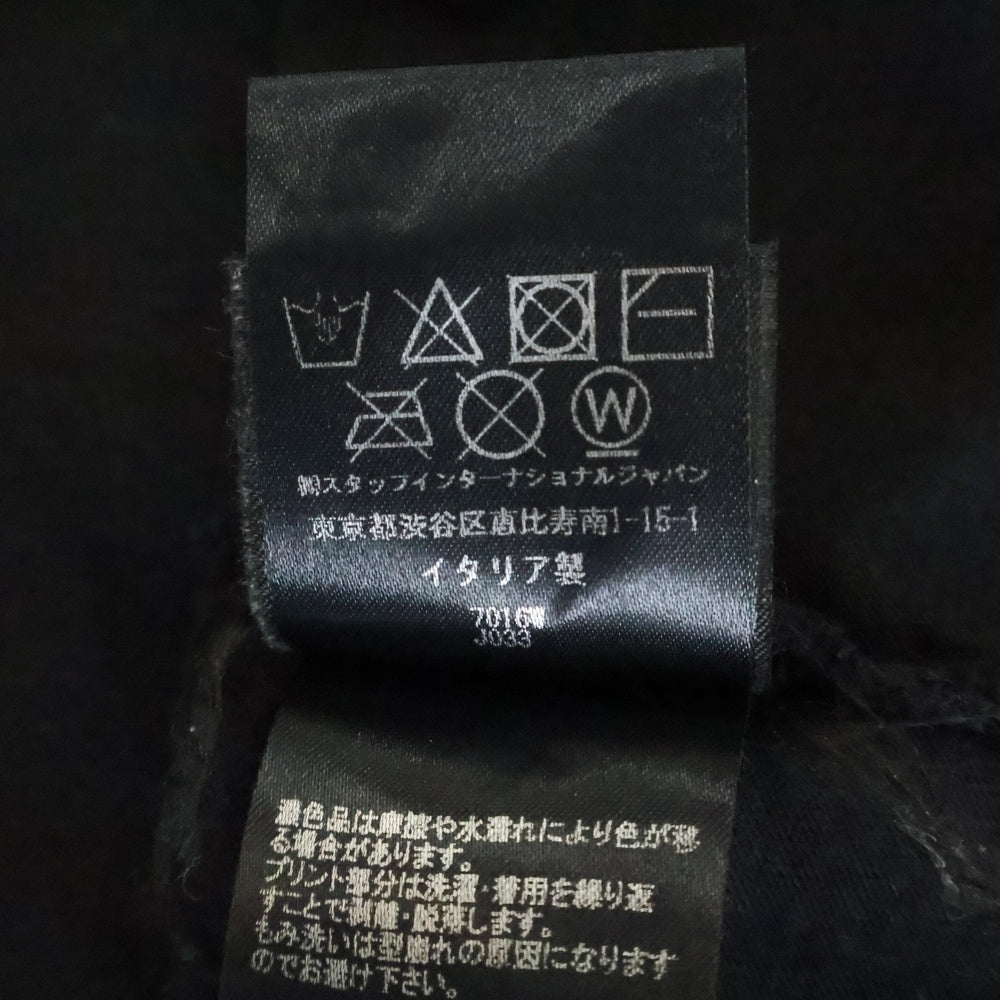 W
㈱スタッフインターナショナルジャパン
東京都渋谷区恵比寿南1-15-1
イタリア製
7016W
J033
濃色品は摩擦や水濡れにより色が移
る場合があります。
プリント部分は洗濯・着用を繰り返
すことで剥離・脱落します。
もみ洗いは型崩れの原因になります
のでお避け下さい。